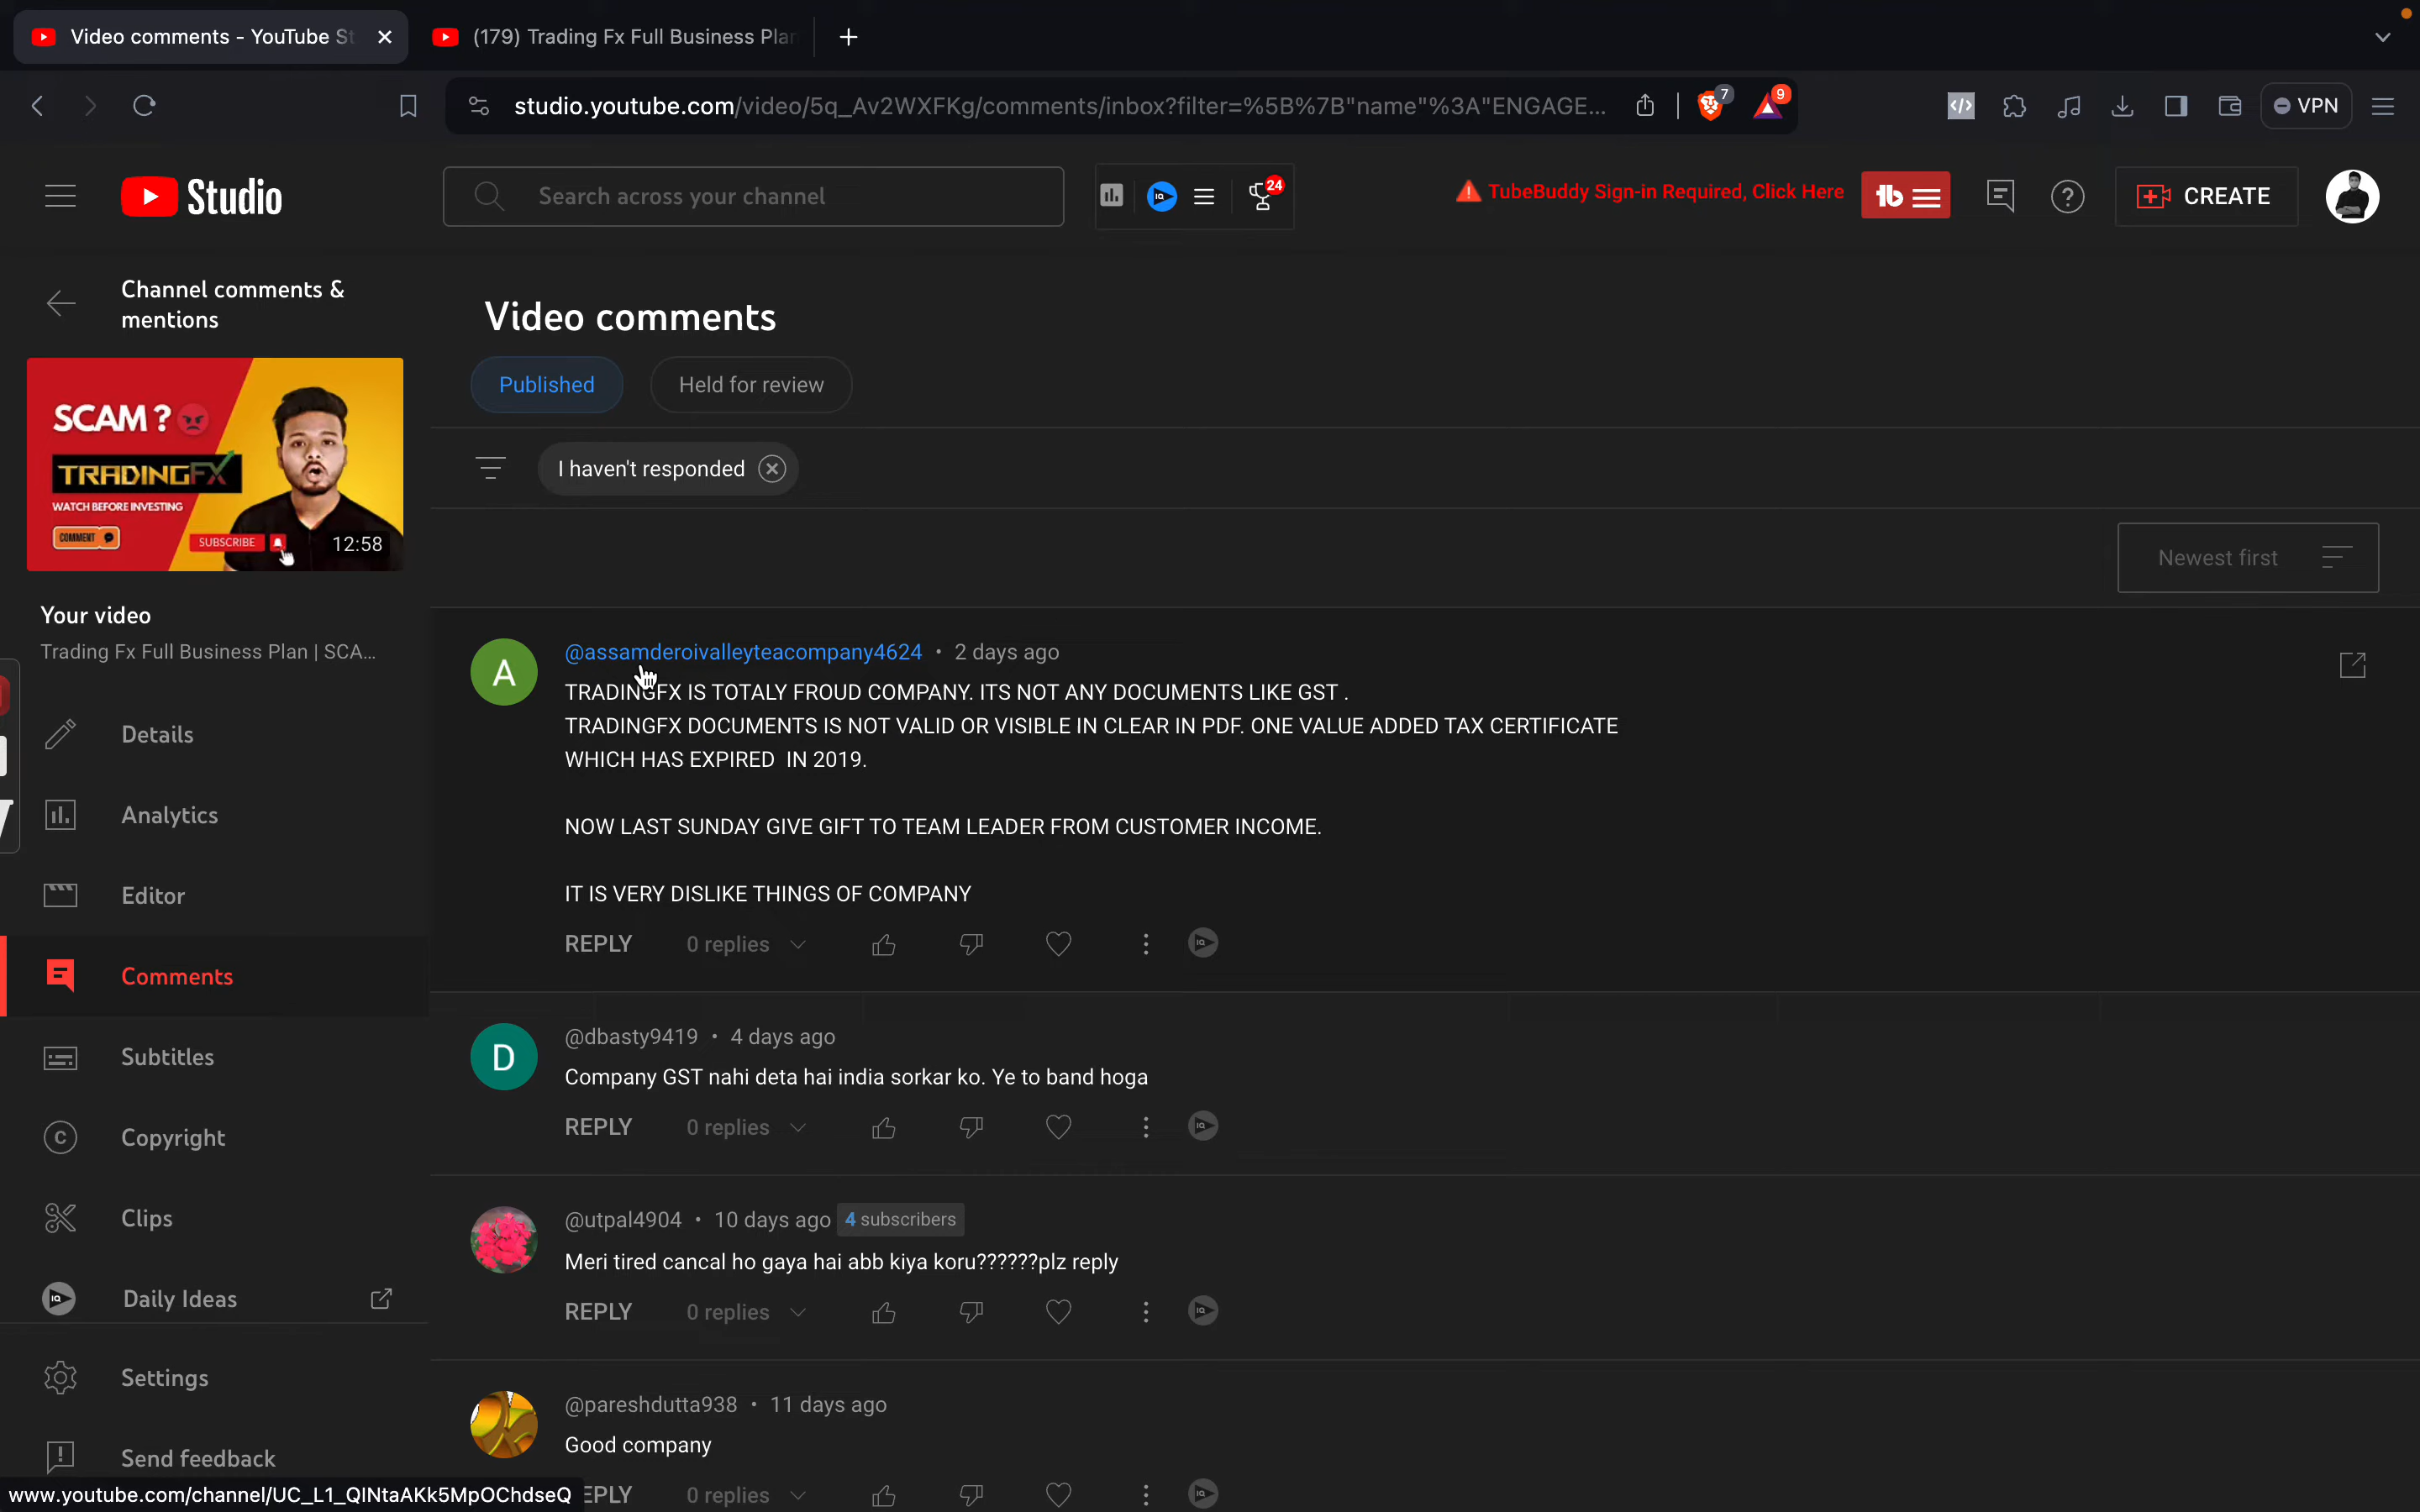 Video comments - YouTube St
(179) Trading Fx Full Business Plan
studio.youtube.com/video/5q_Av2WXFKg/comments/inbox?filter=%5B%7B"name"%3A"ENGAGE...
7
9
VPN
Studio
Search across your channel
24
TubeBuddy Sign-in Required, Click Here
CREATE
Channel comments &
mentions
SCAM ?
TRADINGFX
WATCH BEFORE INVESTING
COMMENT
SUBSCRIBE
12:58
Your video
Trading Fx Full Business Plan | SCA...
Details
Analytics
Editor
Comments
Subtitles
Copyright
Clips
Daily Ideas
Settings
Send feedback
www.youtube.com/channel/UC_L1_QINtaAKk5MpOChdseQ
Video comments
Published
Held for review
I haven't responded
Newest first
A
@assamderoivalleyteacompany4624 • 2 days ago
TRADINGFX IS TOTALY FROUD COMPANY. ITS NOT ANY DOCUMENTS LIKE GST .
TRADINGFX DOCUMENTS IS NOT VALID OR VISIBLE IN CLEAR IN PDF. ONE VALUE ADDED TAX CERTIFICATE
WHICH HAS EXPIRED IN 2019.
NOW LAST SUNDAY GIVE GIFT TO TEAM LEADER FROM CUSTOMER INCOME.
IT IS VERY DISLIKE THINGS OF COMPANY
REPLY 0 replies
D
@dbasty9419 • 4 days ago
Company GST nahi deta hai india sorkar ko. Ye to band hoga
REPLY 0 replies
@utpal4904 • 10 days ago 4 subscribers
Meri tired cancal ho gaya hai abb kiya koru??????plz reply
REPLY 0 replies
@pareshdutta938 • 11 days ago
Good company
EPLY 0 replies